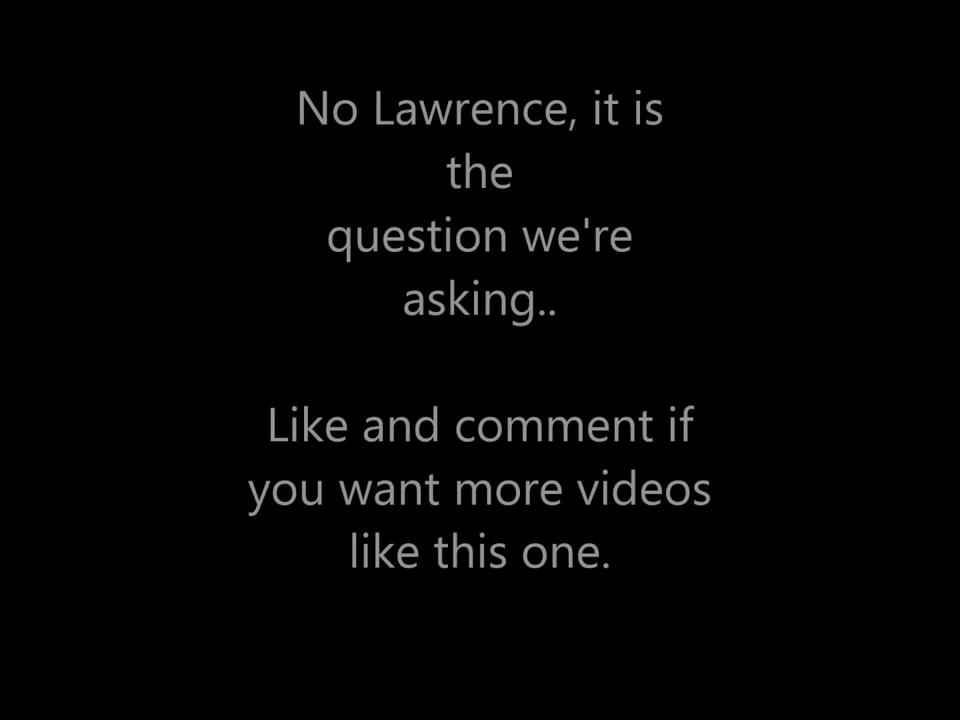 No Lawrence, it is
the
question we're
asking..
Like and comment if
you want more videos
like this one.